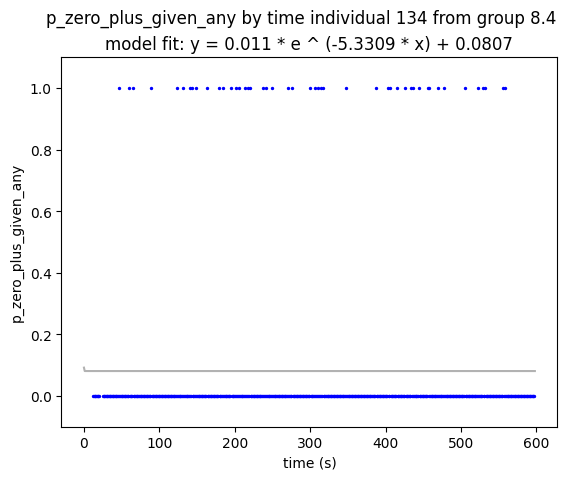 p_zero_plus_given_any by time individual 134 from group 8.4
model fit: y = 0.011 * e ^ (-5.3309 * x) + 0.0807
1.0
0.8
0.6
0.4
0.2
0.0
p_zero_plus_given_any
0 100 200 300 400 500 600
time (s)